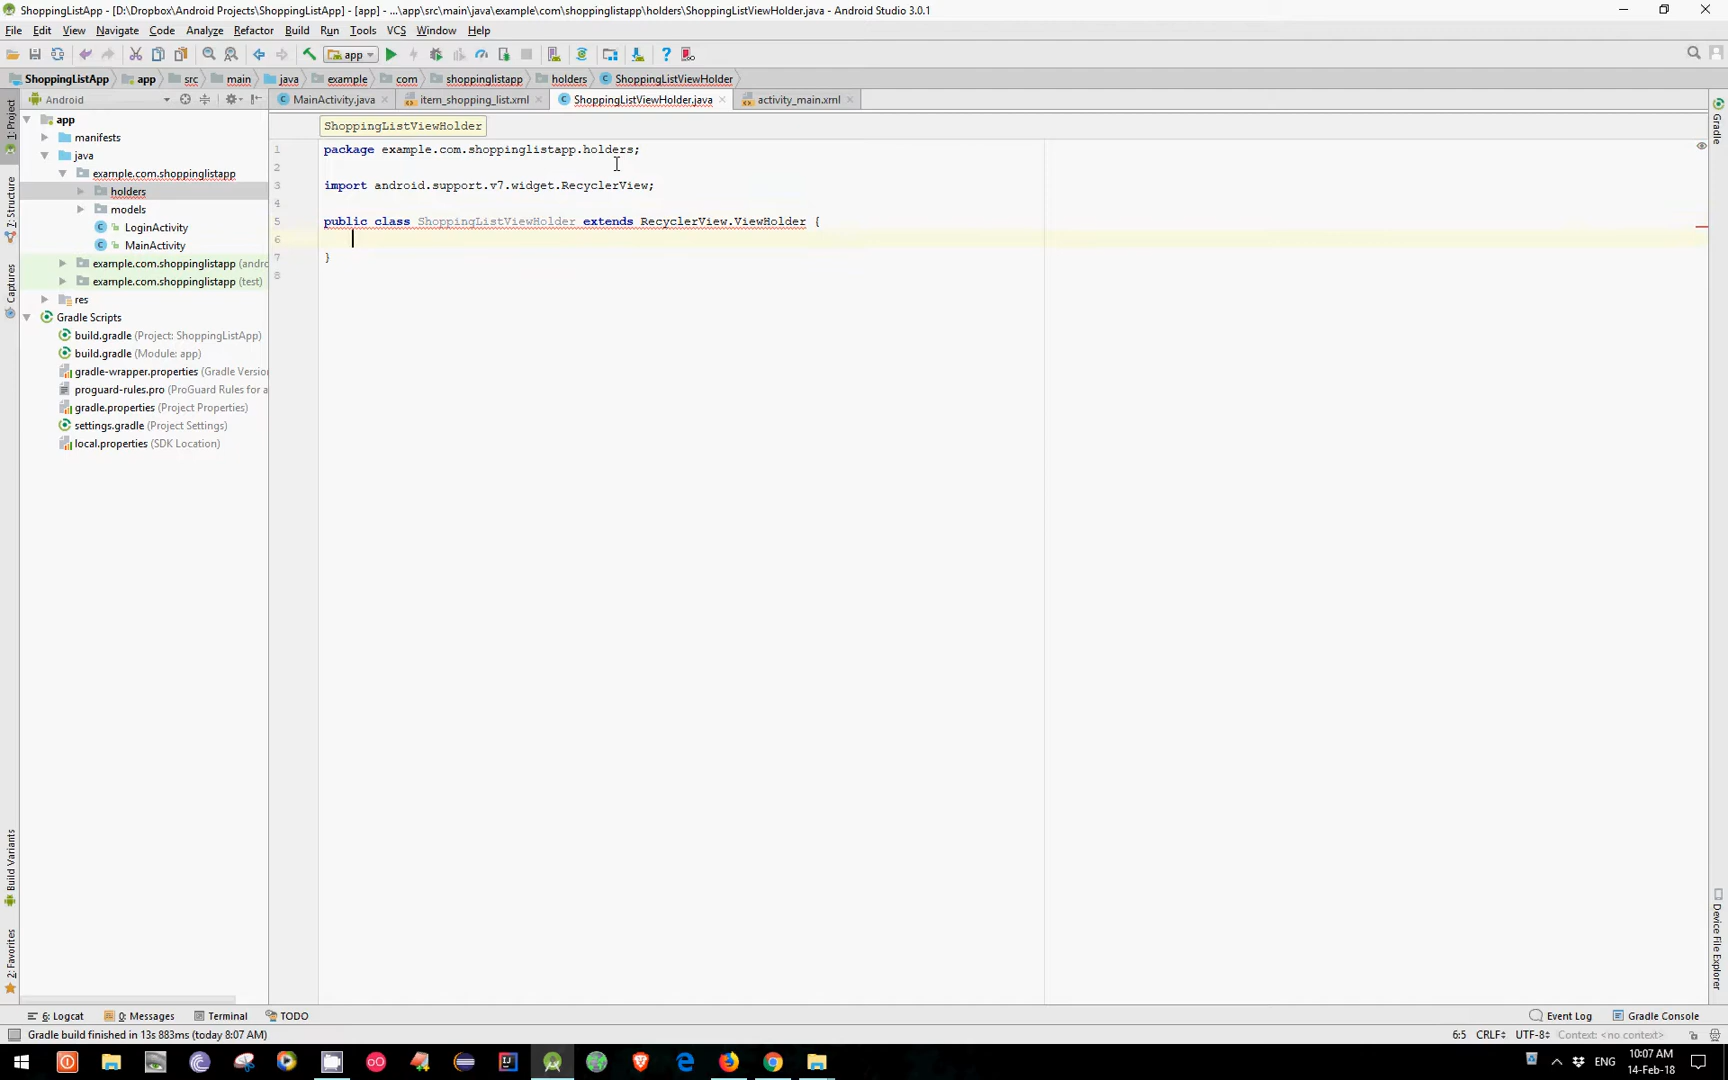 ShoppingListApp - [D:\Dropbox\Android Projects\ShoppingListApp] - [app] - ...\app\src\main\java\example\com\shoppinglistapp\holders\ShoppingListViewHolder.java - Android Studio 3.0.1
File Edit View Navigate Code Analyze Refactor Build Run Tools VCS Window Help
app
ShoppingListApp app src main java example com shoppinglistapp holders ShoppingListViewHolder
Android MainActivity.java item_shopping_list.xml ShoppingListViewHolder.java activity_main.xml
1: Project
Z: Structure
Captures
Build Variants
2: Favorites
app
manifests
java
example.com.shoppinglistapp
holders
models
LoginActivity
MainActivity
example.com.shoppinglistapp (andro
example.com.shoppinglistapp (test)
res
Gradle Scripts
build.gradle (Project: ShoppingListApp)
build.gradle (Module: app)
gradle-wrapper.properties (Gradle Version
proguard-rules.pro (ProGuard Rules for a
gradle.properties (Project Properties)
settings.gradle (Project Settings)
local.properties (SDK Location)
ShoppingListViewHolder
1 package example.com.shoppinglistapp.holders;
2
3 import android.support.v7.widget.RecyclerView;
4
5 public class ShoppingListViewHolder extends RecyclerView.ViewHolder {
6
7 }
8
Gradle
Device File Explorer
6: Logcat 0: Messages Terminal TODO Event Log Gradle Console
Gradle build finished in 13s 883ms (today 8:07 AM) 6:5 CRLF UTF-8 Context: <no context>
ENG
10:07 AM
14-Feb-18